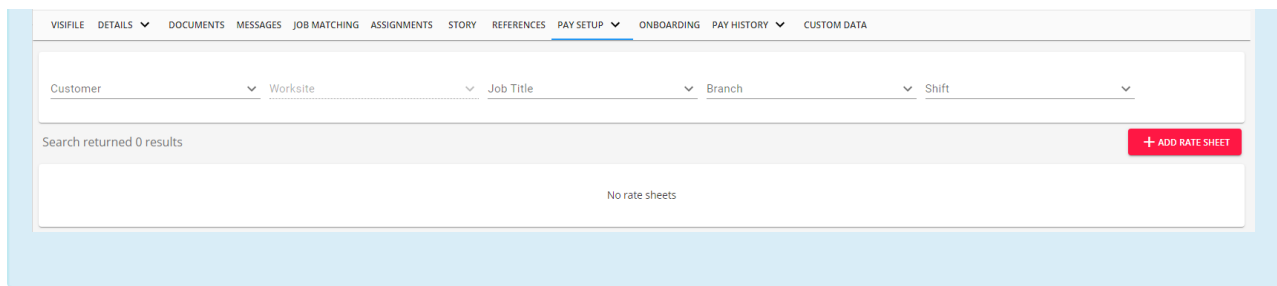 VISIFILE DETAILS DOCUMENTS MESSAGES JOB MATCHING ASSIGNMENTS STORY REFERENCES PAY SETUP ONBOARDING PAY HISTORY CUSTOM DATA
Customer Worksite Job Title Branch Shift
Search returned 0 results + ADD RATE SHEET
No rate sheets